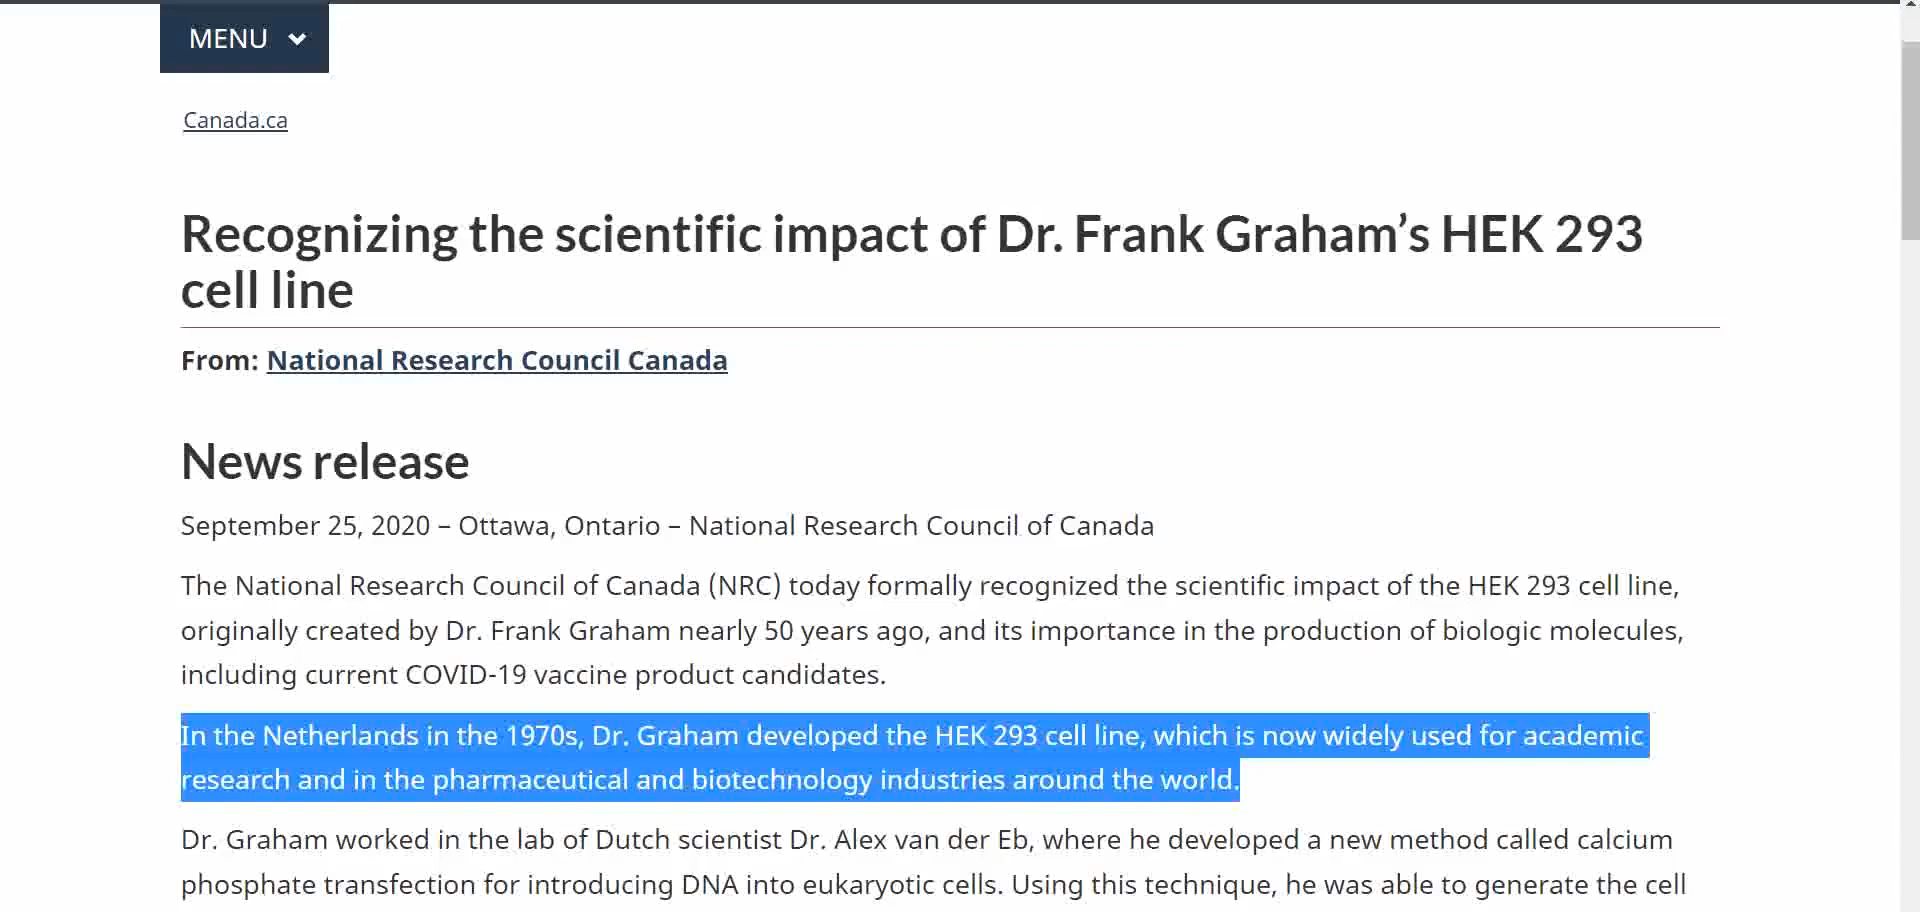 MENU
Canada.ca
Recognizing the scientific impact of Dr. Frank Graham’s HEK 293
cell line
From: National Research Council Canada
News release
September 25, 2020 – Ottawa, Ontario – National Research Council of Canada
The National Research Council of Canada (NRC) today formally recognized the scientific impact of the HEK 293 cell line,
originally created by Dr. Frank Graham nearly 50 years ago, and its importance in the production of biologic molecules,
including current COVID-19 vaccine product candidates.
In the Netherlands in the 1970s, Dr. Graham developed the HEK 293 cell line, which is now widely used for academic
research and in the pharmaceutical and biotechnology industries around the world.
Dr. Graham worked in the lab of Dutch scientist Dr. Alex van der Eb, where he developed a new method called calcium
phosphate transfection for introducing DNA into eukaryotic cells. Using this technique, he was able to generate the cell